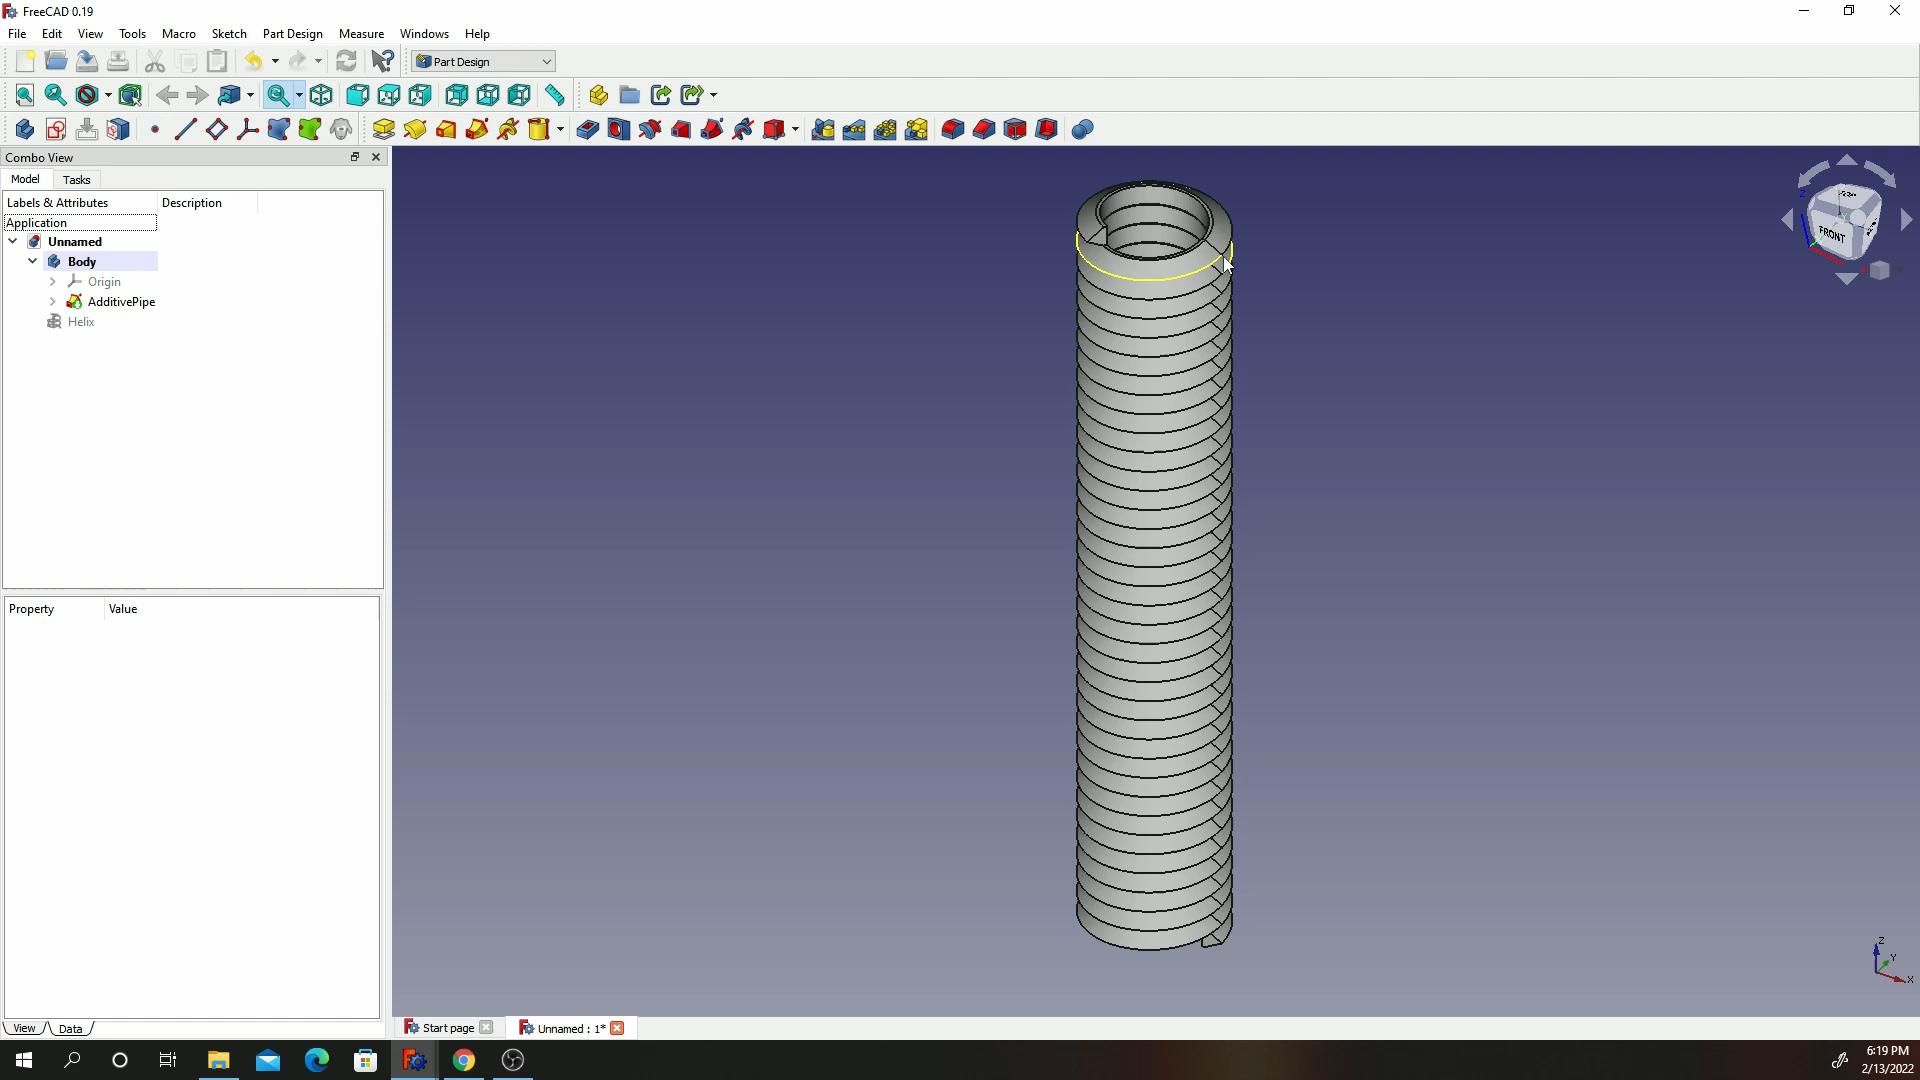 FreeCAD 0.19
File Edit View Tools Macro Sketch Part Design Measure Windows Help
Part Design
Combo View
Model Tasks
Labels & Attributes Description
Application
Unnamed
Body
Origin
AdditivePipe
Helix
Property Value
View Data
Start page Unnamed : 1*
FRONT
Z
Z
Y
X
6:19 PM
2/13/2022